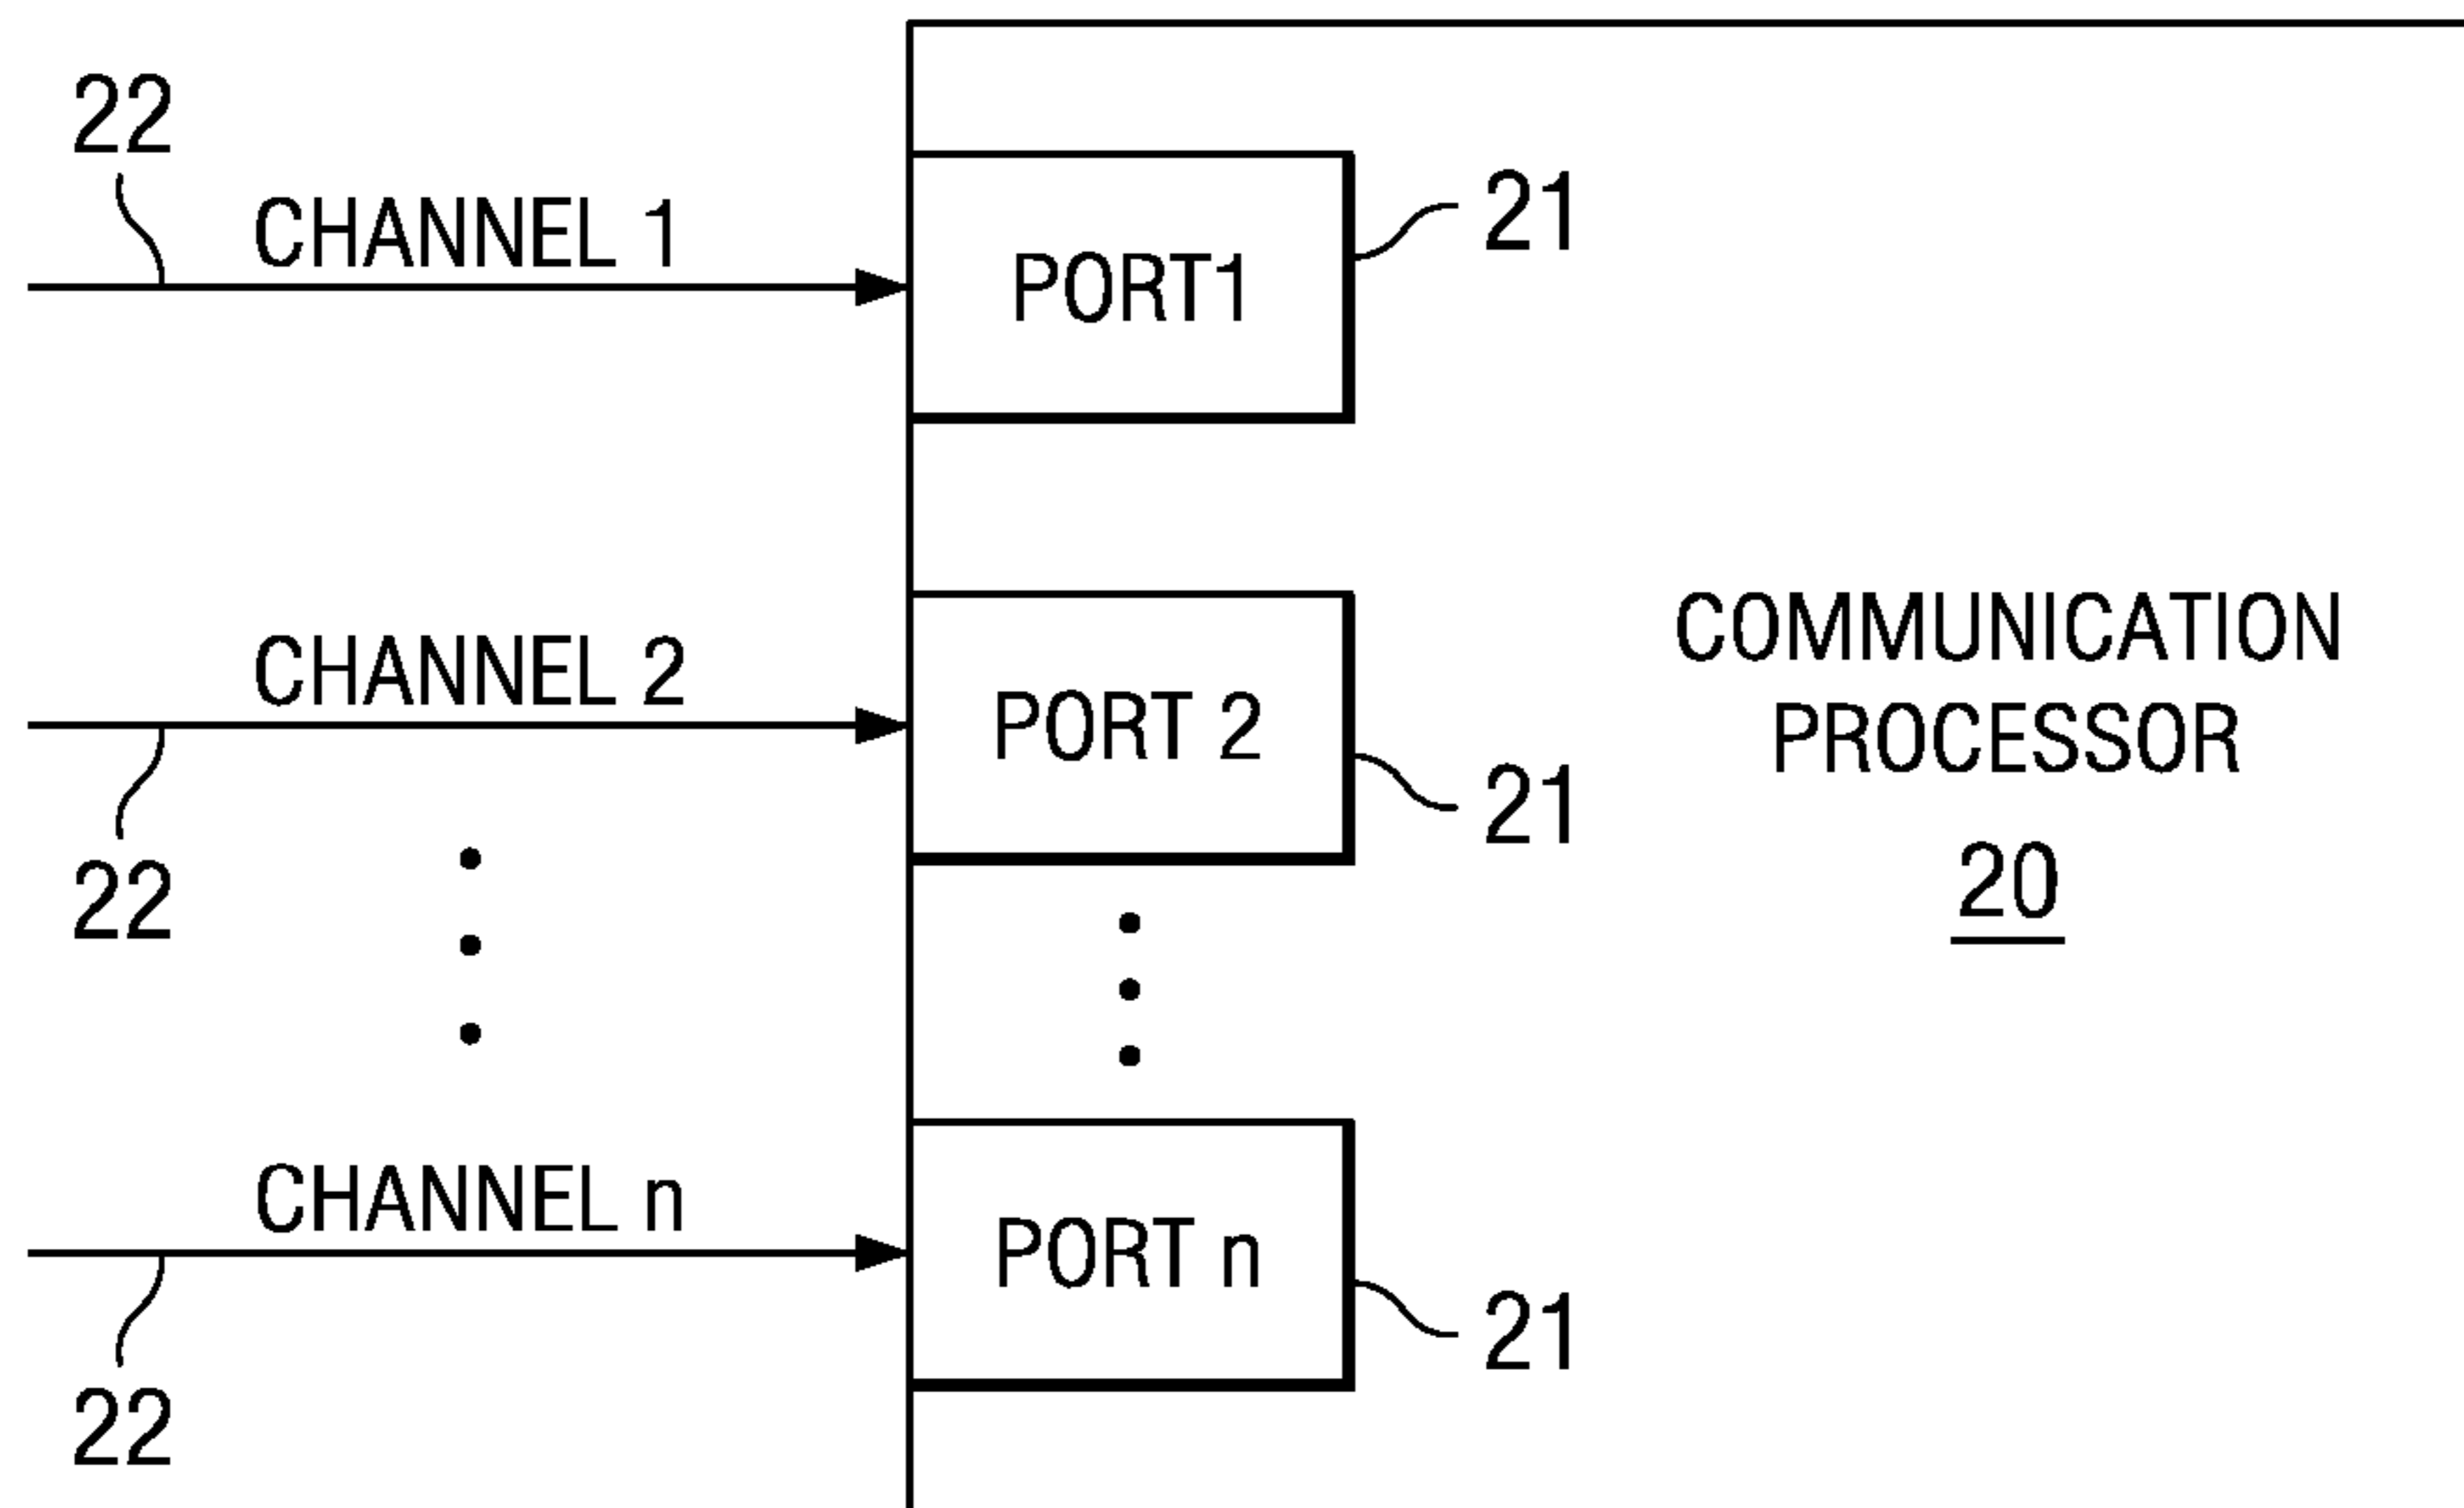 22
CHANNEL 1
PORT1
21
CHANNEL 2
PORT 2
22
21
COMMUNICATION
PROCESSOR
20
CHANNEL n
PORT n
22
21